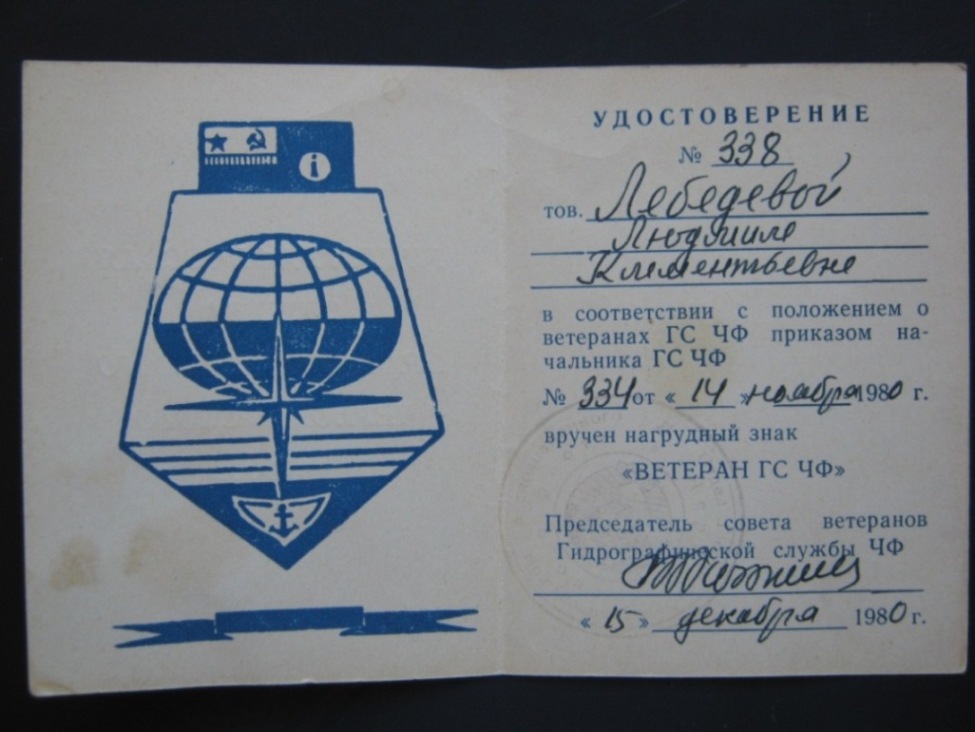 i
УДОСТОВЕРЕНИЕ
№ 338
тов. Лебедевой
Людмиле
Климентьевне
в соответствии с положением о
ветеранах ГС ЧФ приказом на-
чальника ГС ЧФ
№ 334 от « 14 » ноября 1980 г.
вручен нагрудный знак
«ВЕТЕРАН ГС ЧФ»
Председатель совета ветеранов
Гидрографической службы ЧФ
« 15 » декабря 1980 г.